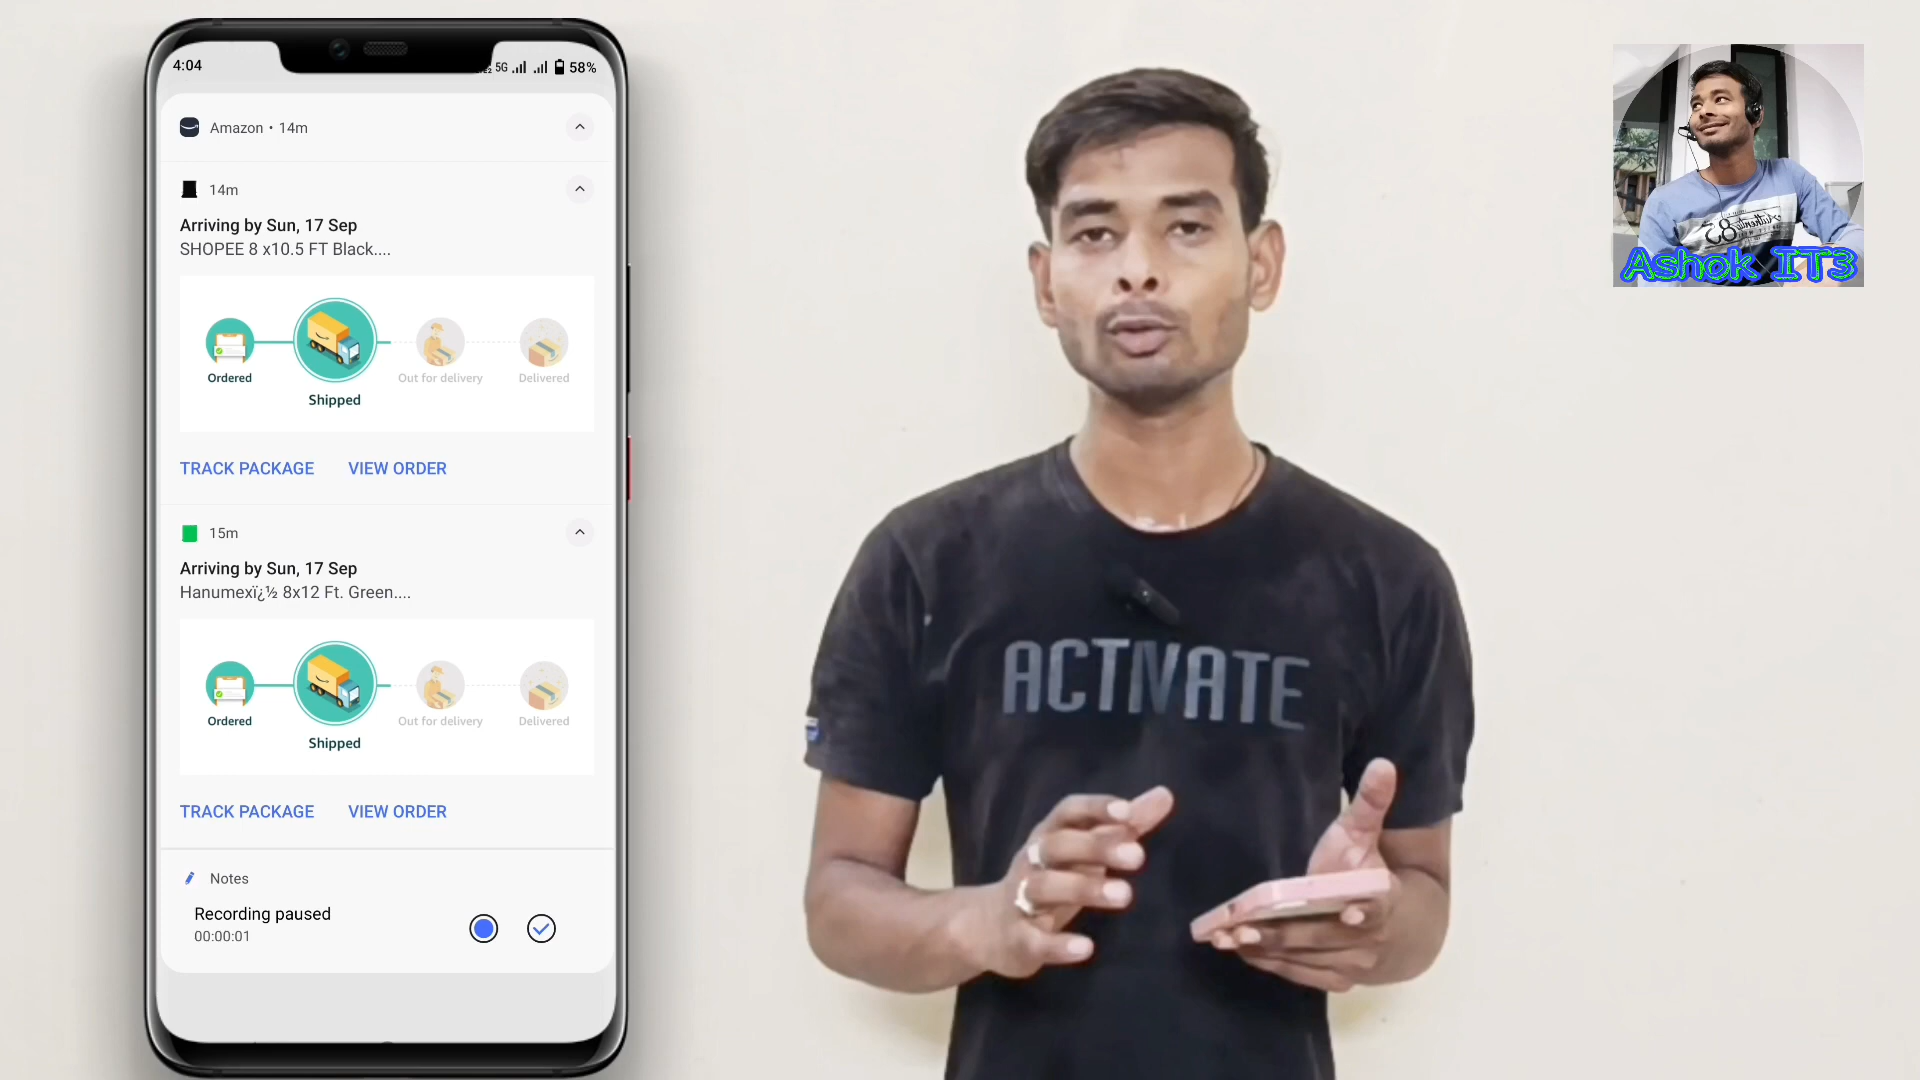 4:04
5G
58%
Amazon • 14m
14m
Arriving by Sun, 17 Sep
SHOPEE 8 x10.5 FT Black....
Ordered
Shipped
Out for delivery
Delivered
TRACK PACKAGE
VIEW ORDER
15m
Arriving by Sun, 17 Sep
Hanumexï¿½ 8x12 Ft. Green....
Ordered
Shipped
Out for delivery
Delivered
TRACK PACKAGE
VIEW ORDER
Notes
Recording paused
00:00:01
ACTIVATE
83
Ashok IT3